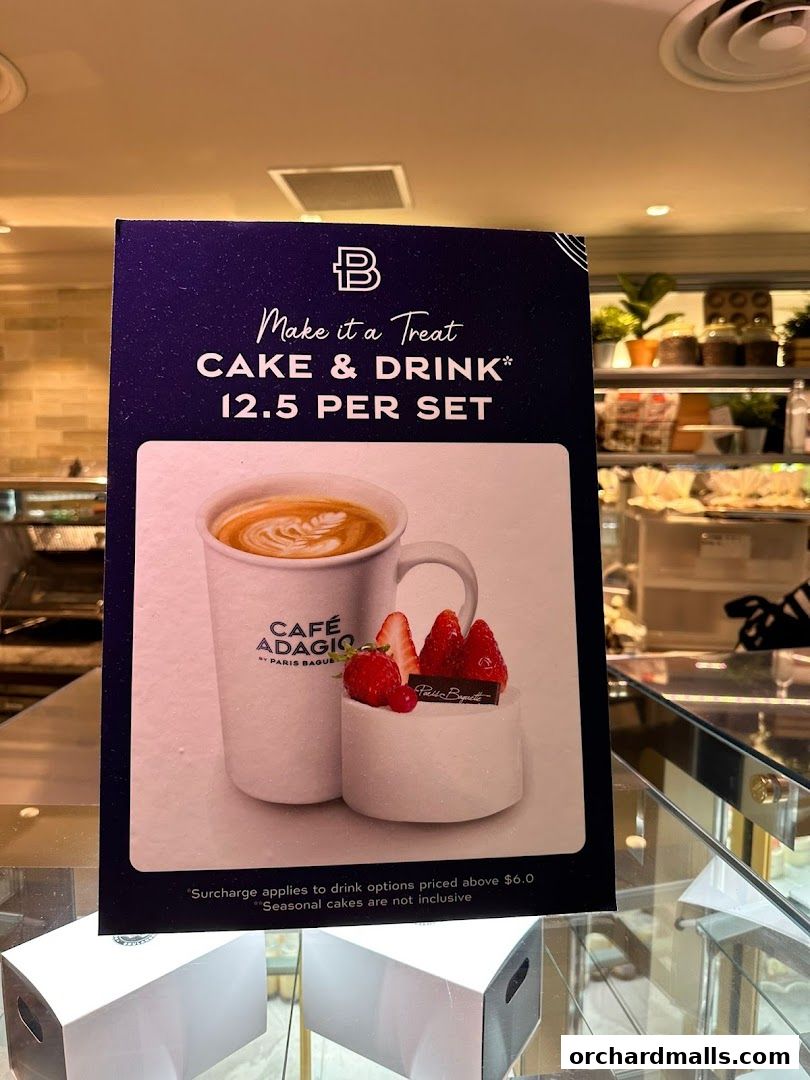 B
Make it a Treat
CAKE & DRINK*
12.5 PER SET
CAFÉ
ADAGIO
BY PARIS BAGUE
Paris Baguette
*Surcharge applies to drink options priced above $6.0
**Seasonal cakes are not inclusive
orchardmalls.com